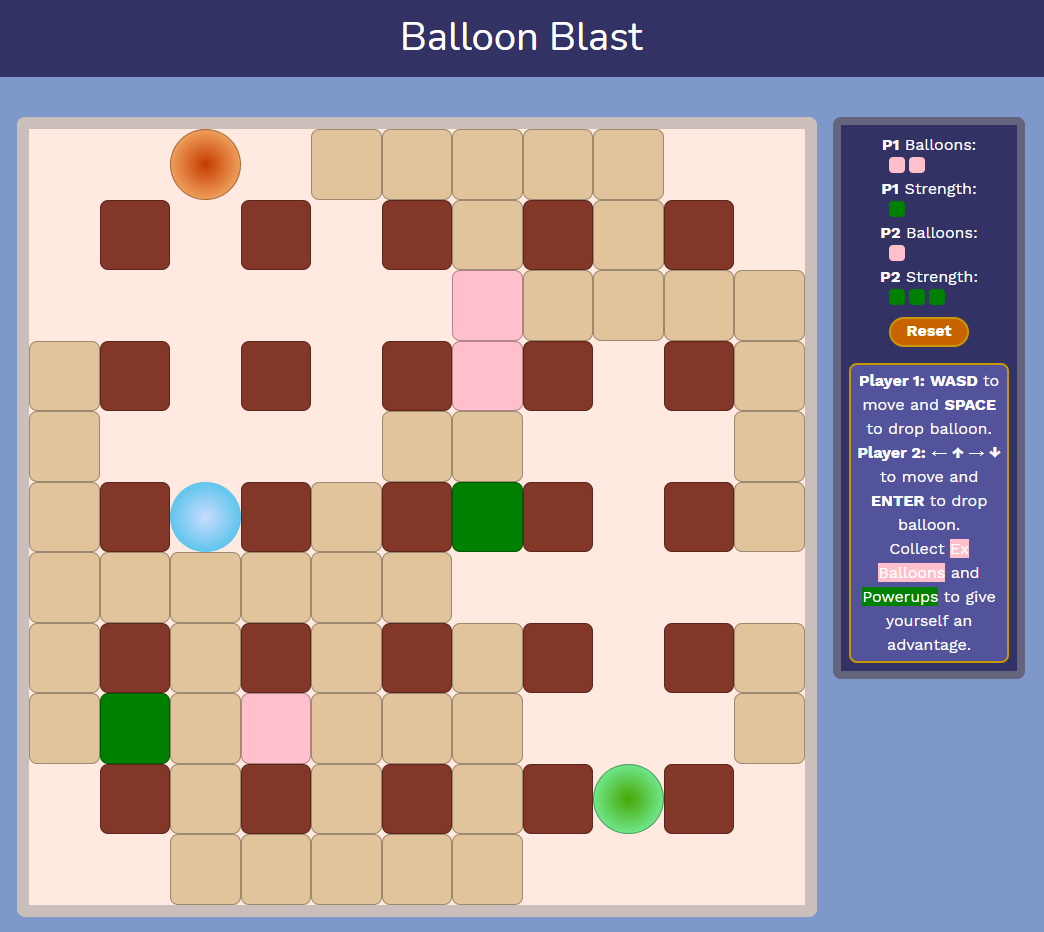 Balloon Blast
P1 Balloons:
P1 Strength:
P2 Balloons:
P2 Strength:
Reset
Player 1: WASD to
move and SPACE
to drop balloon.
Player 2: ← ↑ → ↓
to move and
ENTER to drop
balloon.
Collect Ex
Balloons and
Powerups to give
yourself an
advantage.